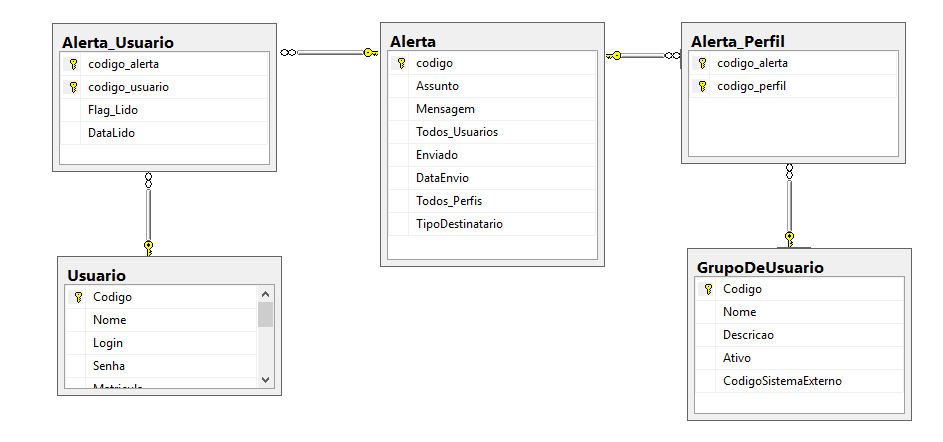 Alerta_Usuario
codigo_alerta
codigo_usuario
Flag_Lido
DataLido
Alerta
codigo
Assunto
Mensagem
Todos_Usuarios
Enviado
DataEnvio
Todos_Perfis
TipoDestinatario
Alerta_Perfil
codigo_alerta
codigo_perfil
Usuario
Codigo
Nome
Login
Senha
Matricula
GrupoDeUsuario
Codigo
Nome
Descricao
Ativo
CodigoSistemaExterno